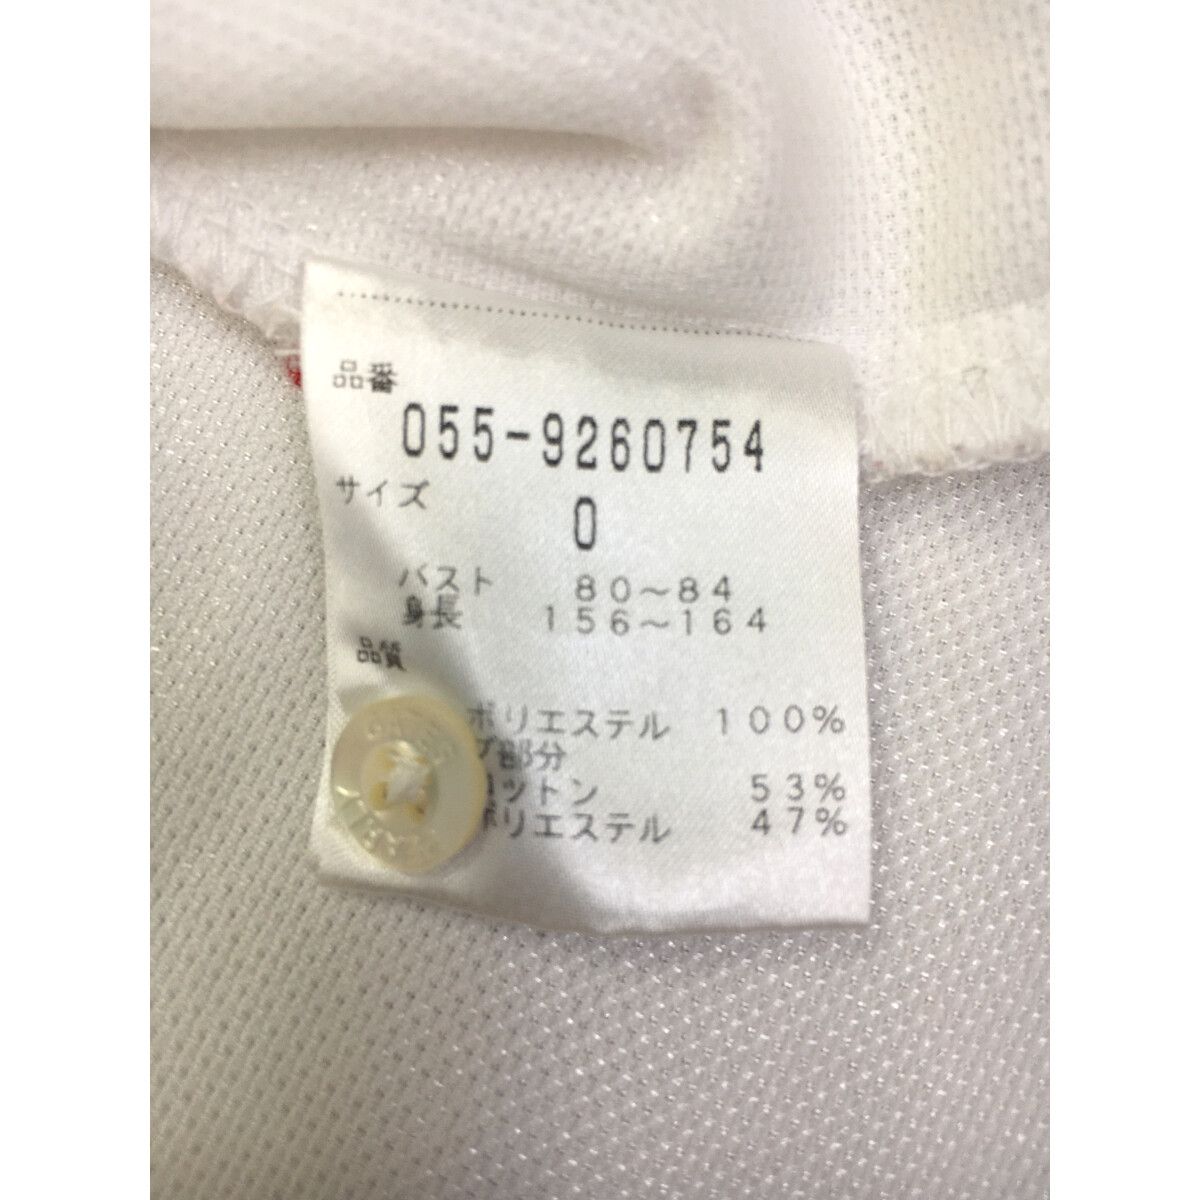 品番
055-9260754
サイズ
0
バスト 80～84
身長 156～164
品質
ポリエステル 100%
部分
コットン 53%
ポリエステル 47%